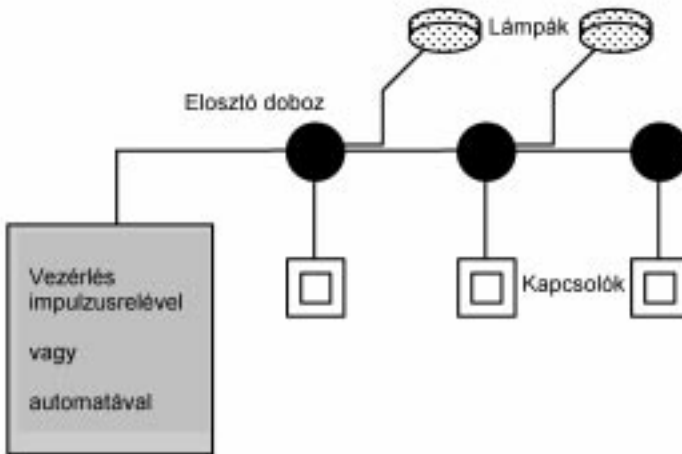 Lámpák
Elosztó doboz
Kapcsolók
Vezérlés
impulzusrelével
vagy
automatával